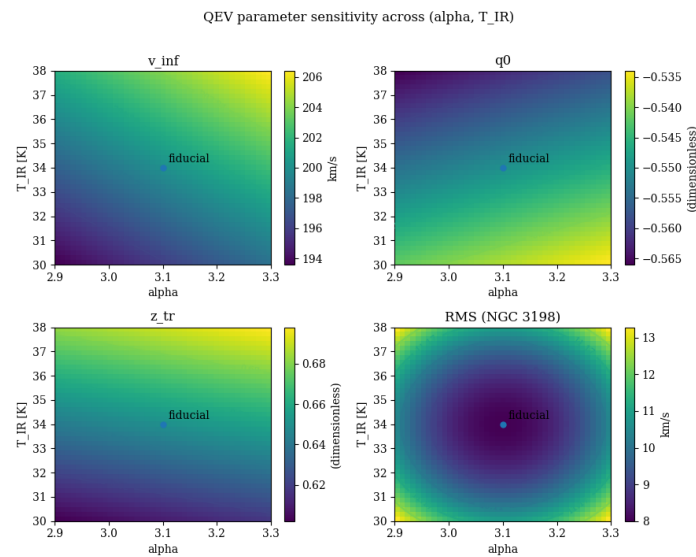 QEV parameter sensitivity across (alpha, T_IR)
v_inf
38
37
36
35
34
33
32
31
30
T_IR [K]
fiducial
2.9 3.0 3.1 3.2 3.3
alpha
206
204
202
200
198
196
194
km/s
q0
38
37
36
35
34
33
32
31
30
T_IR [K]
fiducial
2.9 3.0 3.1 3.2 3.3
alpha
−0.535
−0.540
−0.545
−0.550
−0.555
−0.560
−0.565
(dimensionless)
z_tr
38
37
36
35
34
33
32
31
30
T_IR [K]
fiducial
2.9 3.0 3.1 3.2 3.3
alpha
0.68
0.66
0.64
0.62
(dimensionless)
RMS (NGC 3198)
38
37
36
35
34
33
32
31
30
T_IR [K]
fiducial
2.9 3.0 3.1 3.2 3.3
alpha
13
12
11
10
9
8
km/s